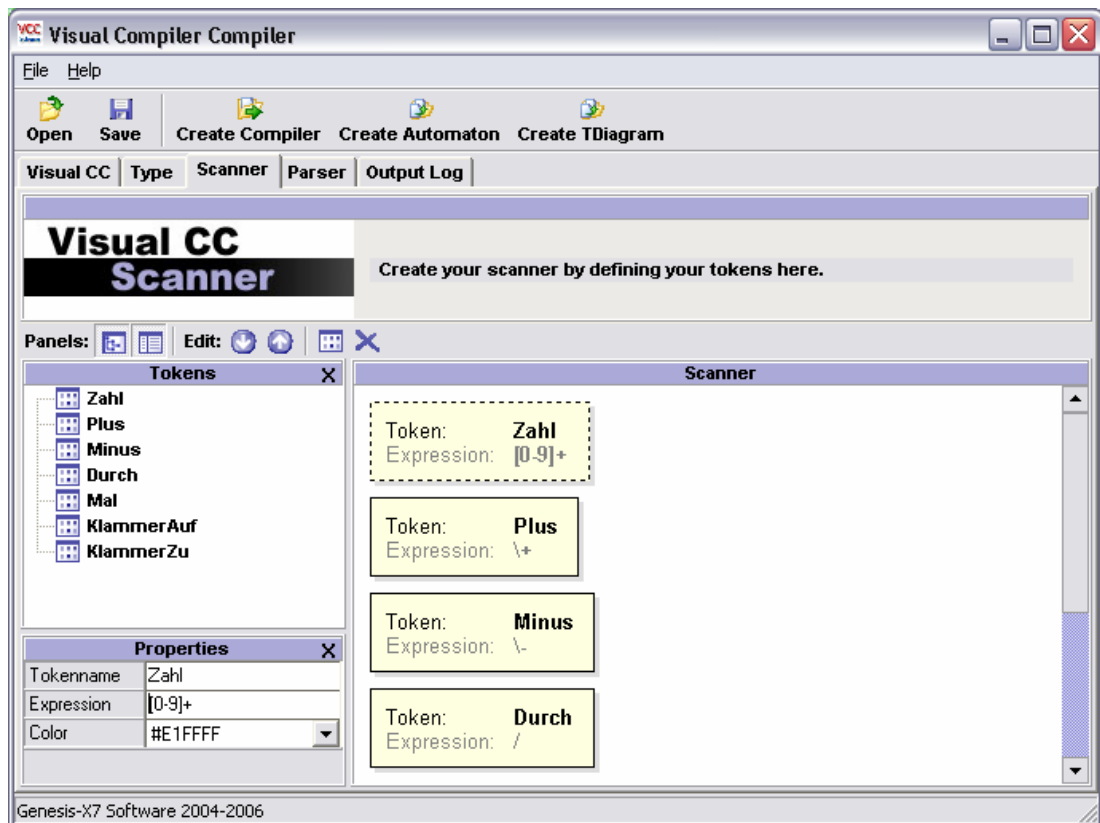 Visual Compiler Compiler
File Help
Open Save Create Compiler Create Automaton Create TDiagram
Visual CC Type Scanner Parser Output Log
Visual CC
Scanner
Create your scanner by defining your tokens here.
Panels: Edit:
Tokens X
Zahl
Plus
Minus
Durch
Mal
KlammerAuf
KlammerZu
Properties X
Tokenname Zahl
Expression [0-9]+
Color #E1FFFF
Scanner
Token: Zahl
Expression: [0-9]+
Token: Plus
Expression: \+
Token: Minus
Expression: \-
Token: Durch
Expression: /
Genesis-X7 Software 2004-2006